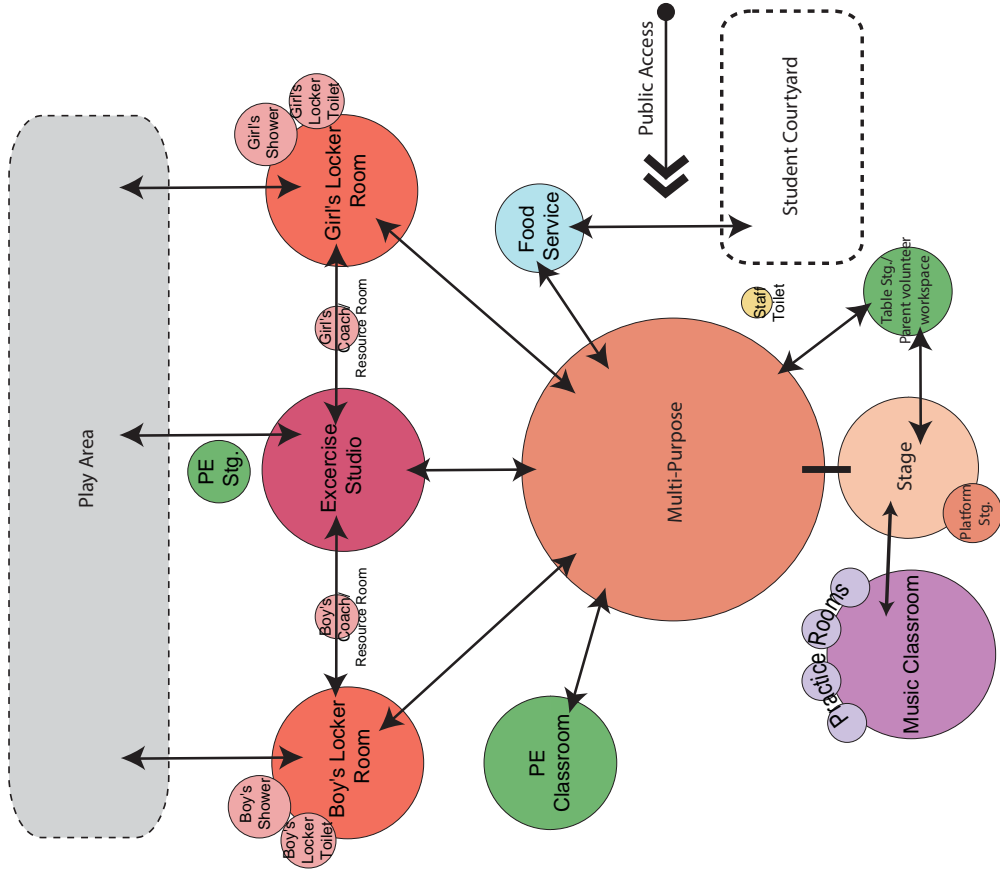 Play Area
Girl's
Shower
Girl's
Locker
Toilet
Girl's Locker
Room
Girl's
Coach/
Resource Room
PE
Stg.
Excercise
Studio
Boy's
Coach/
Resource Room
Boy's Locker
Room
Boy's
Shower
Boy's
Locker
Toilet
Public Access
Student Courtyard
Food
Service
Staff
Toilet
Multi-Purpose
PE
Classroom
Table Stg./
Parent volunteer
workspace
Stage
Platform
Stg.
Practice Rooms
Music Classroom